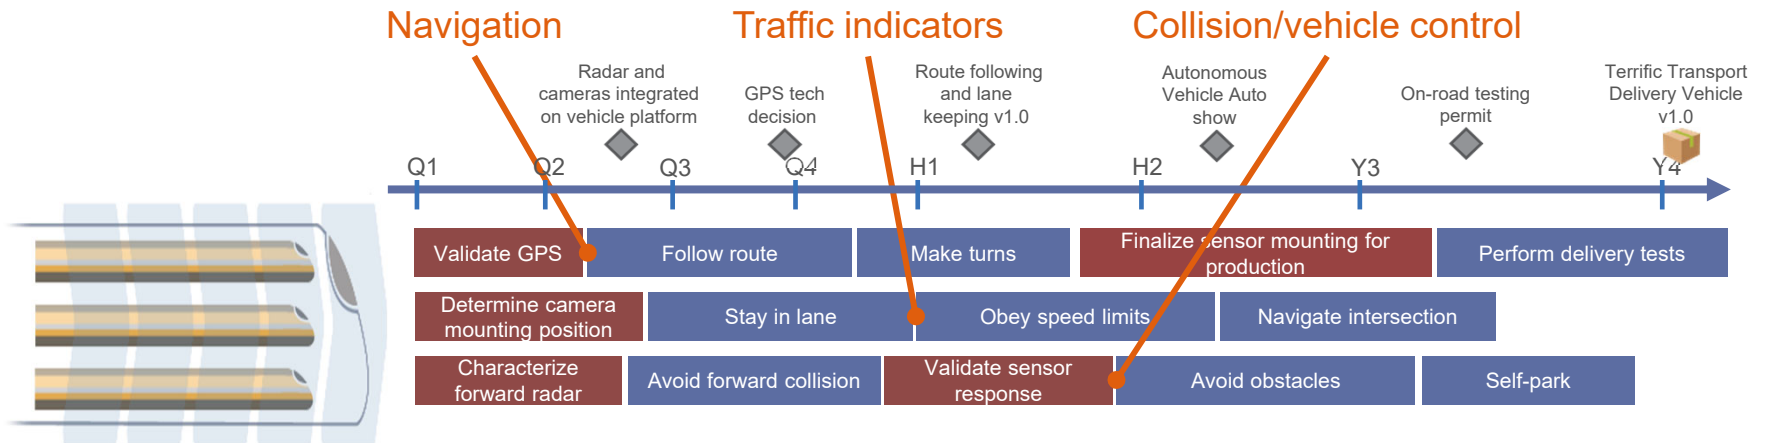 Navigation
Traffic indicators
Collision/vehicle control
Radar and
cameras integrated
on vehicle platform
GPS tech
decision
Route following
and lane
keeping v1.0
Autonomous
Vehicle Auto
show
On-road testing
permit
Terrific Transport
Delivery Vehicle
v1.0
Q1
Q2
Q3
Q4
H1
H2
Y3
Y4
Validate GPS
Follow route
Make turns
Finalize sensor mounting for
production
Perform delivery tests
Determine camera
mounting position
Stay in lane
Obey speed limits
Navigate intersection
Characterize
forward radar
Avoid forward collision
Validate sensor
response
Avoid obstacles
Self-park